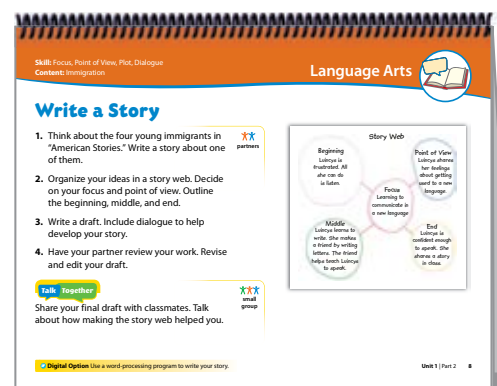 Skill: Focus, Point of View, Plot, Dialogue
Content: Immigration
Language Arts
Write a Story
1. Think about the four young immigrants in
"American Stories." Write a story about one
of them.
partners
2. Organize your ideas in a story web. Decide
on your focus and point of view. Outline
the beginning, middle, and end.
3. Write a draft. Include dialogue to help
develop your story.
4. Have your partner review your work. Revise
and edit your draft.
Talk Together
small
group
Share your final draft with classmates. Talk
about how making the story web helped you.
Story Web
Beginning
Luincye is
frustrated. All
she can do
is listen.
Point of View
Luincye shares
her feelings
about getting
used to a new
language.
Focus
Learning to
communicate in
a new language
Middle
Luincye learns to
write. She makes
a friend by writing
letters. The friend
helps teach Luincye
to speak.
End
Luincye is
confident enough
to speak. She
shares a story
in class.
Digital Option Use a word-processing program to write your story.
Unit 1 | Part 2 8